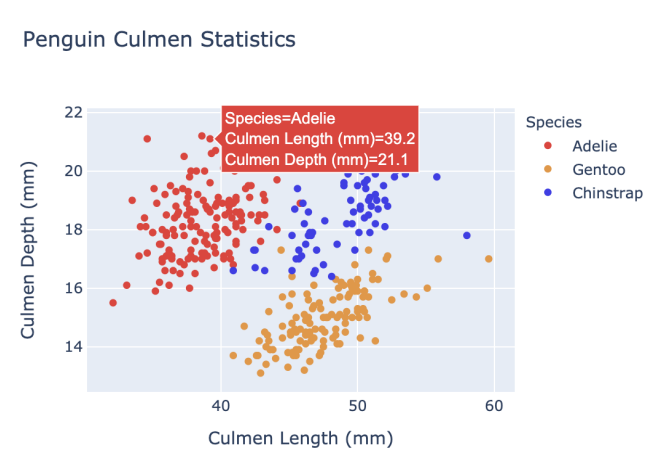 Penguin Culmen Statistics
Species=Adelie
Culmen Length (mm)=39.2
Culmen Depth (mm)=21.1
Species
Adelie
Gentoo
Chinstrap
22
20
18
16
14
Culmen Depth (mm)
40
50
60
Culmen Length (mm)